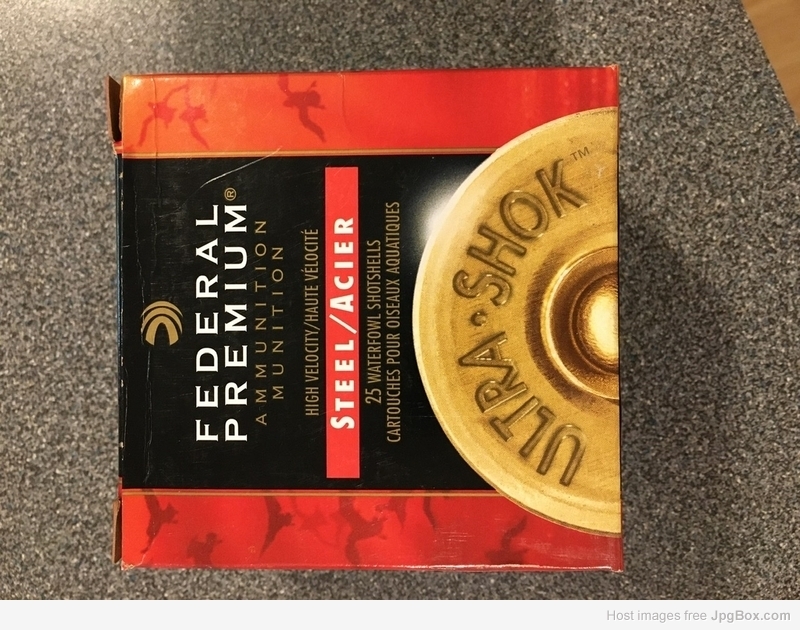 FEDERAL
PREMIUM®
AMMUNITION
MUNITION
HIGH VELOCITY/HAUTE VÉLOCITÉ
STEEL/ACIER
25 WATERFOWL SHOTSHELLS
CARTOUCHES POUR OISEAUX AQUATIQUES
ULTRA·SHOK™
Host images free JpgBox.com